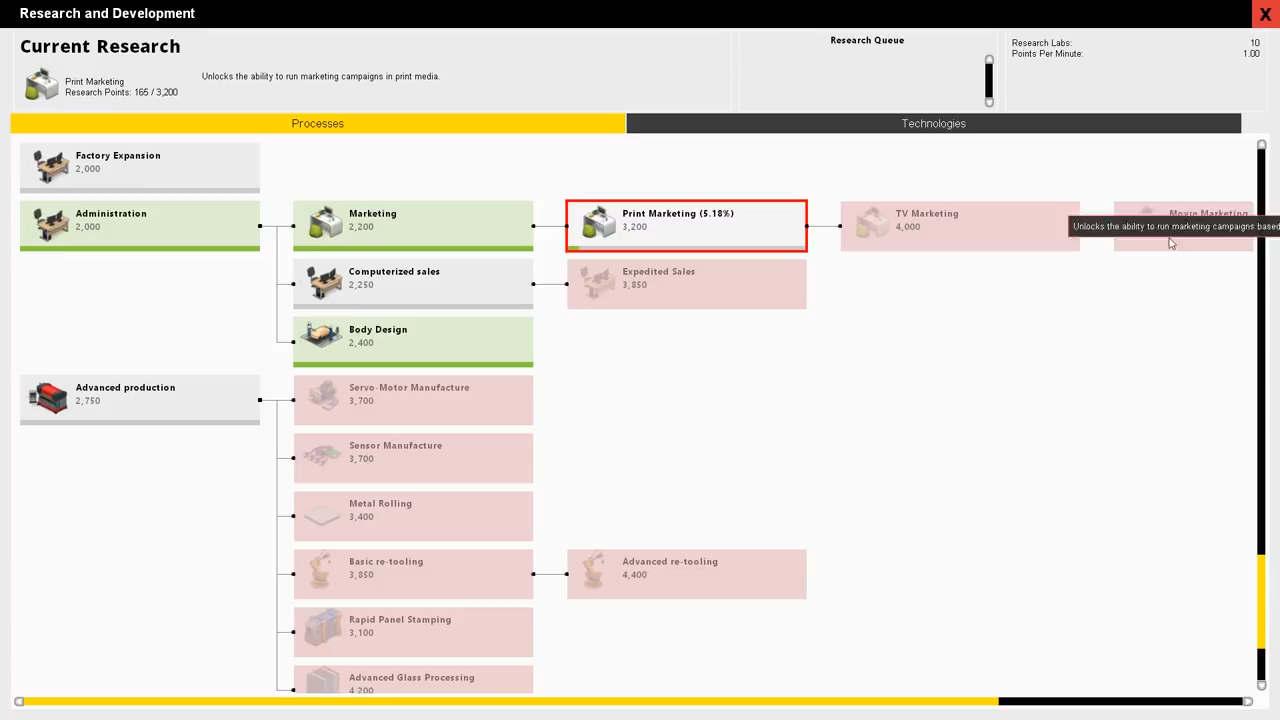 Research and Development
X
Current Research
Print Marketing
Research Points: 165 / 3,200
Unlocks the ability to run marketing campaigns in print media.
Research Queue
Research Labs: 10
Points Per Minute: 1.00
Processes
Technologies
Factory Expansion
2,000
Administration
2,000
Marketing
2,200
Print Marketing (5.18%)
3,200
TV Marketing
4,000
Movie Marketing
Unlocks the ability to run marketing campaigns based
Computerized sales
2,250
Expedited Sales
3,850
Body Design
2,400
Advanced production
2,750
Servo-Motor Manufacture
3,700
Sensor Manufacture
3,700
Metal Rolling
3,400
Basic re-tooling
3,850
Advanced re-tooling
4,400
Rapid Panel Stamping
3,100
Advanced Glass Processing
4,200